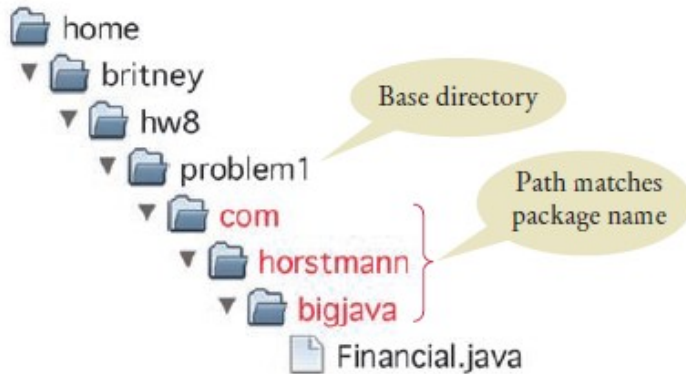 home
britney
hw8
Base directory
problem1
Path matches
package name
com
horstmann
bigjava
Financial.java